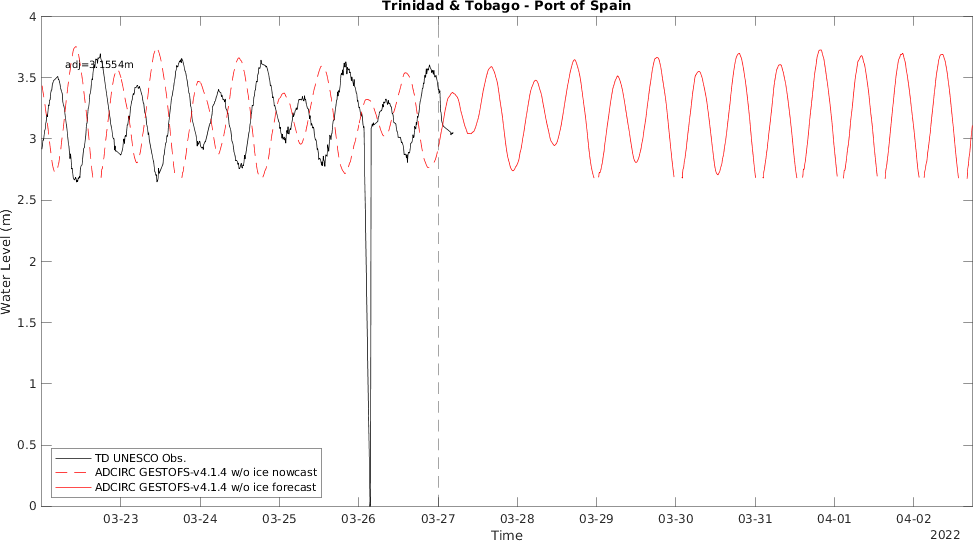 Trinidad & Tobago - Port of Spain
adj=3.1554m
Water Level (m)
4
3.5
3
2.5
2
1.5
1
0.5
0
TD UNESCO Obs.
ADCIRC GESTOFS-v4.1.4 w/o ice nowcast
ADCIRC GESTOFS-v4.1.4 w/o ice forecast
03-23 03-24 03-25 03-26 03-27 03-28 03-29 03-30 03-31 04-01 04-02
Time
2022